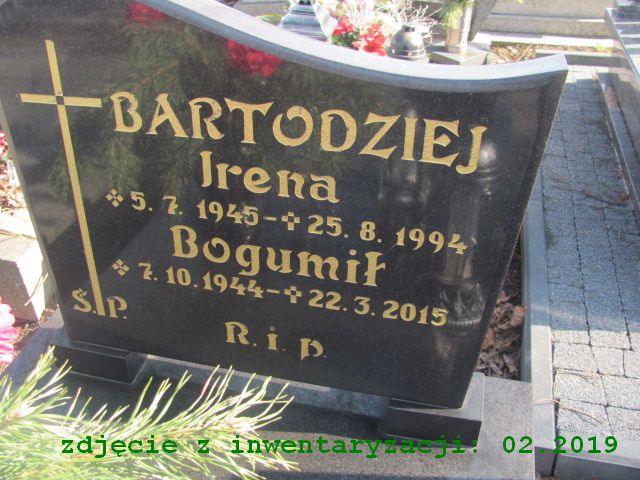 BARTODZIEJ
Irena
5. 7. 1945 – 25. 8. 1994
Bogumił
7. 10. 1944 – 22. 3. 2015
Ś.P.
R. i. p.
zdjęcie z inwentaryzacji: 02.2019